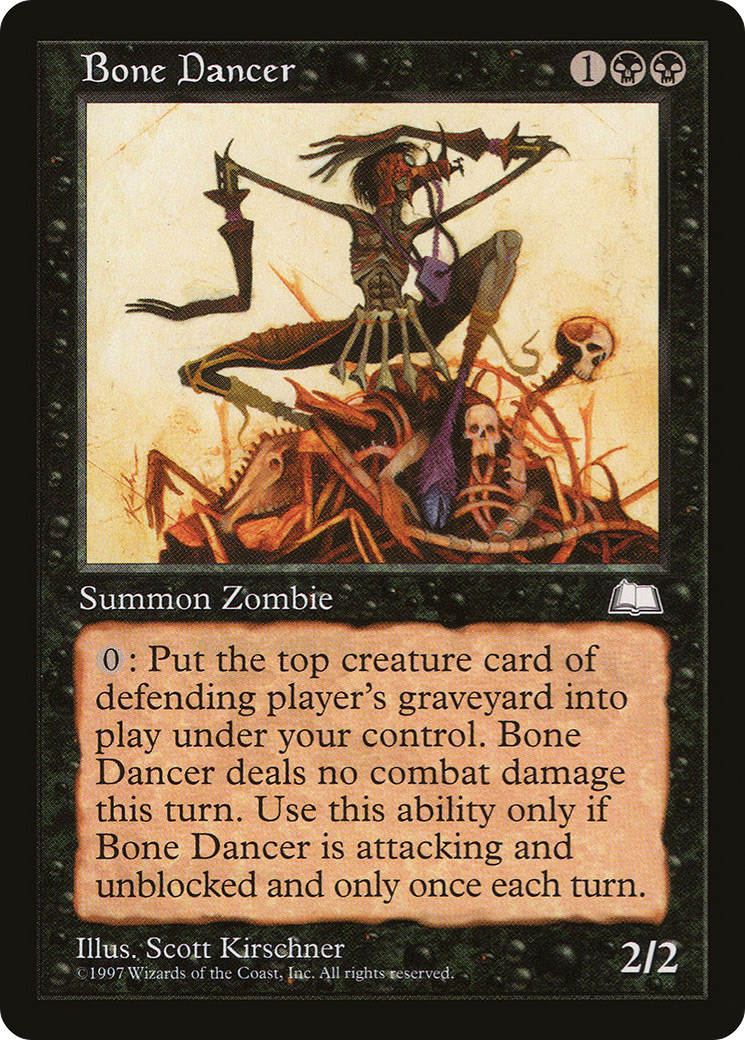 Bone Dancer 1
Summon Zombie
0: Put the top creature card of
defending player's graveyard into
play under your control. Bone
Dancer deals no combat damage
this turn. Use this ability only if
Bone Dancer is attacking and
unblocked and only once each turn.
Illus. Scott Kirschner
©1997 Wizards of the Coast, Inc. All rights reserved.
2/2